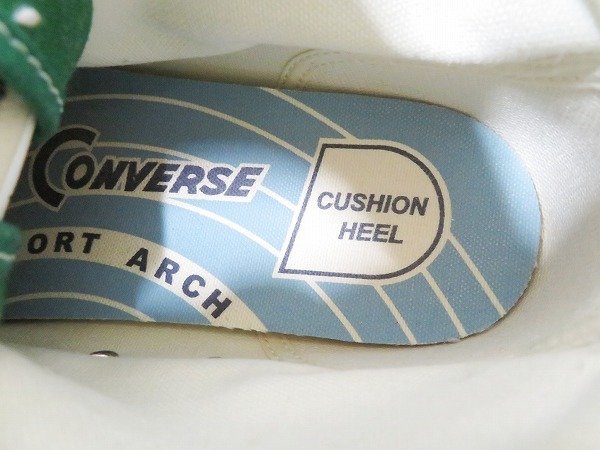 CONVERSE
CUSHION
HEEL
ORT ARCH